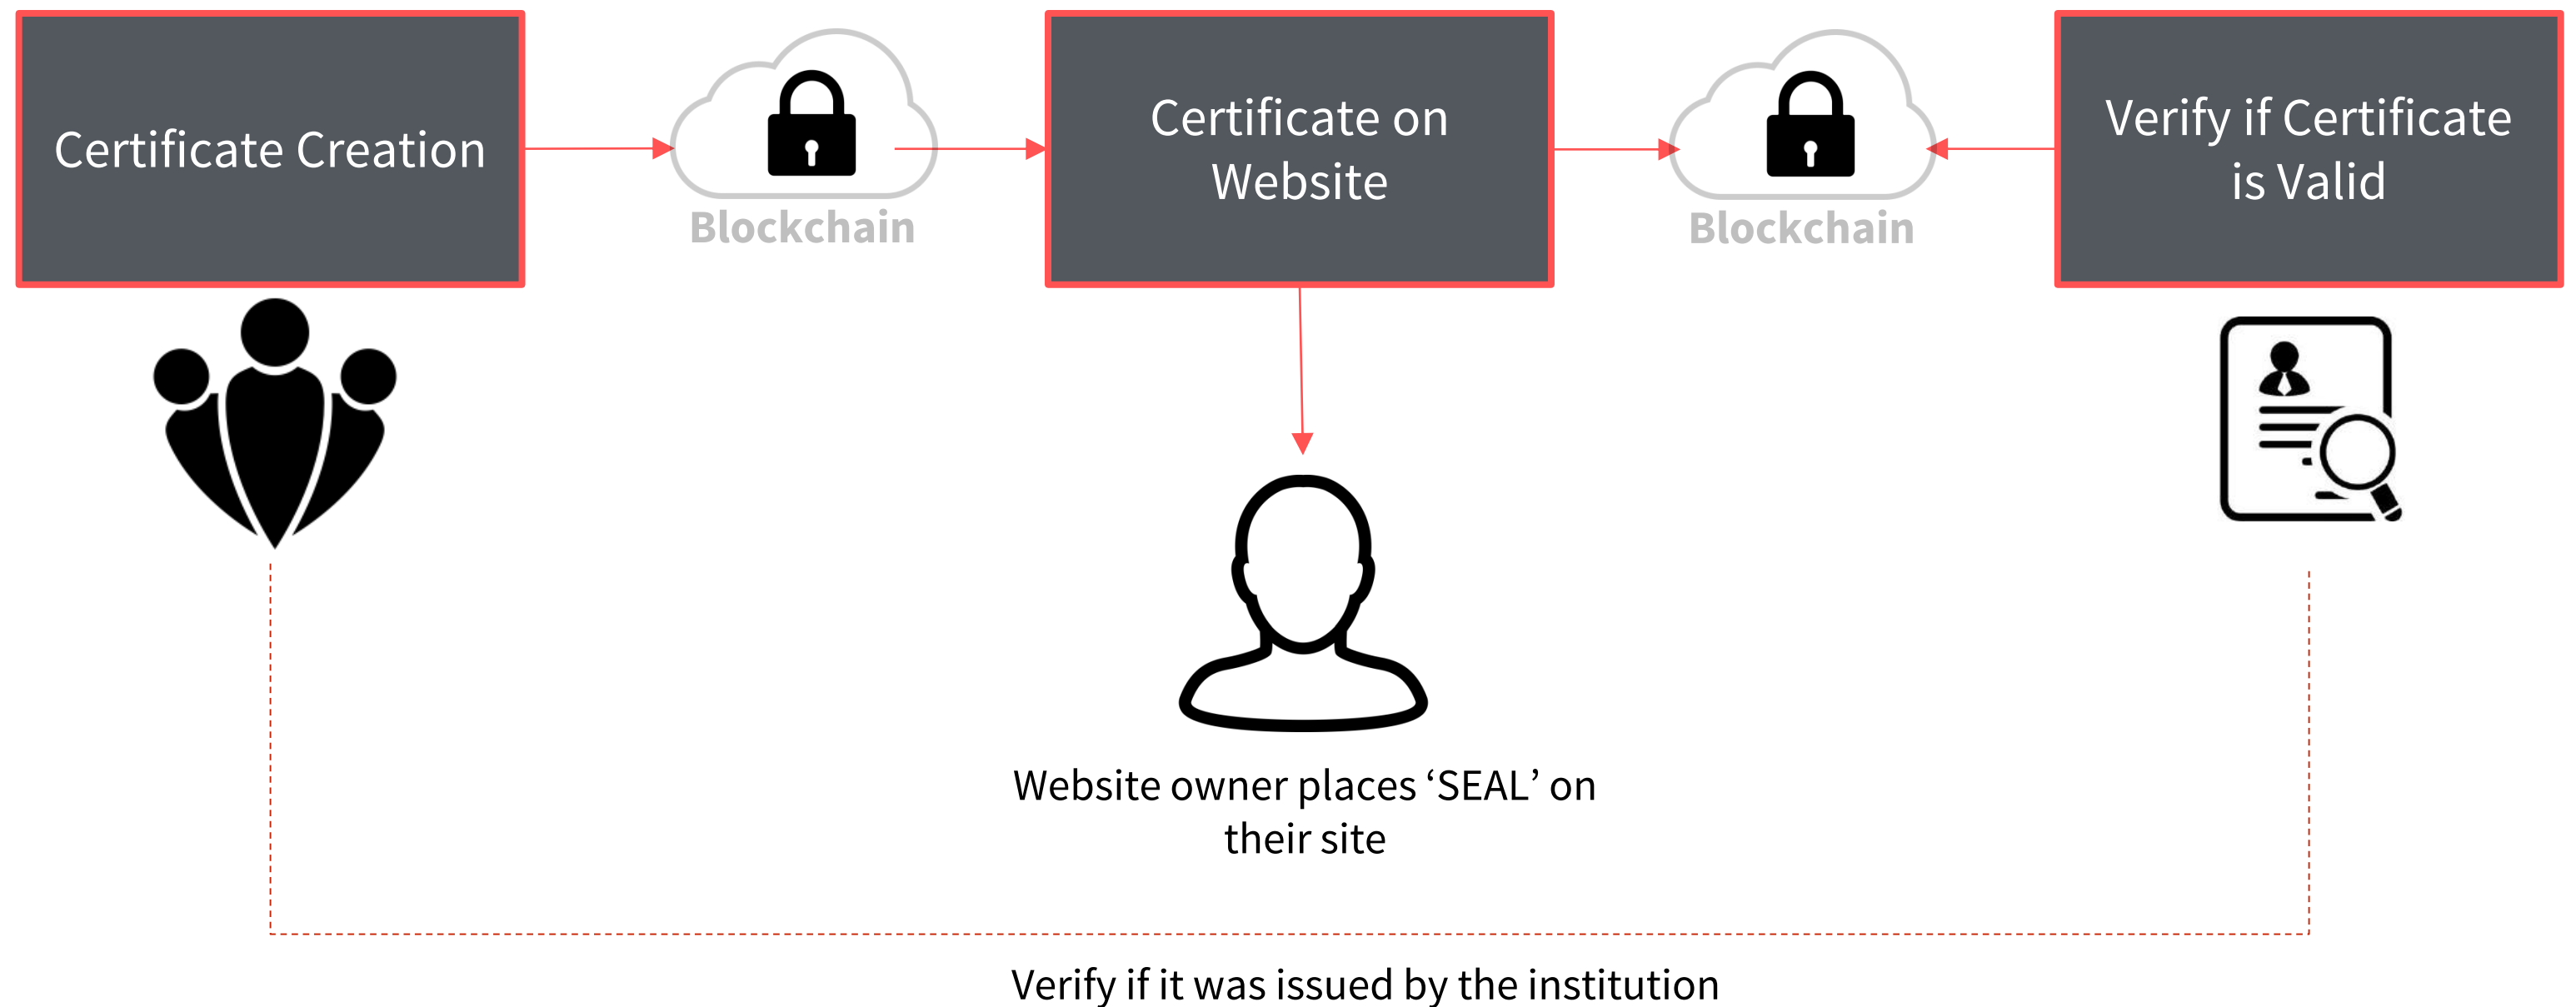 Certificate Creation
Blockchain
Certificate on
Website
Blockchain
Verify if Certificate
is Valid
Website owner places ‘SEAL’ on
their site
Verify if it was issued by the institution